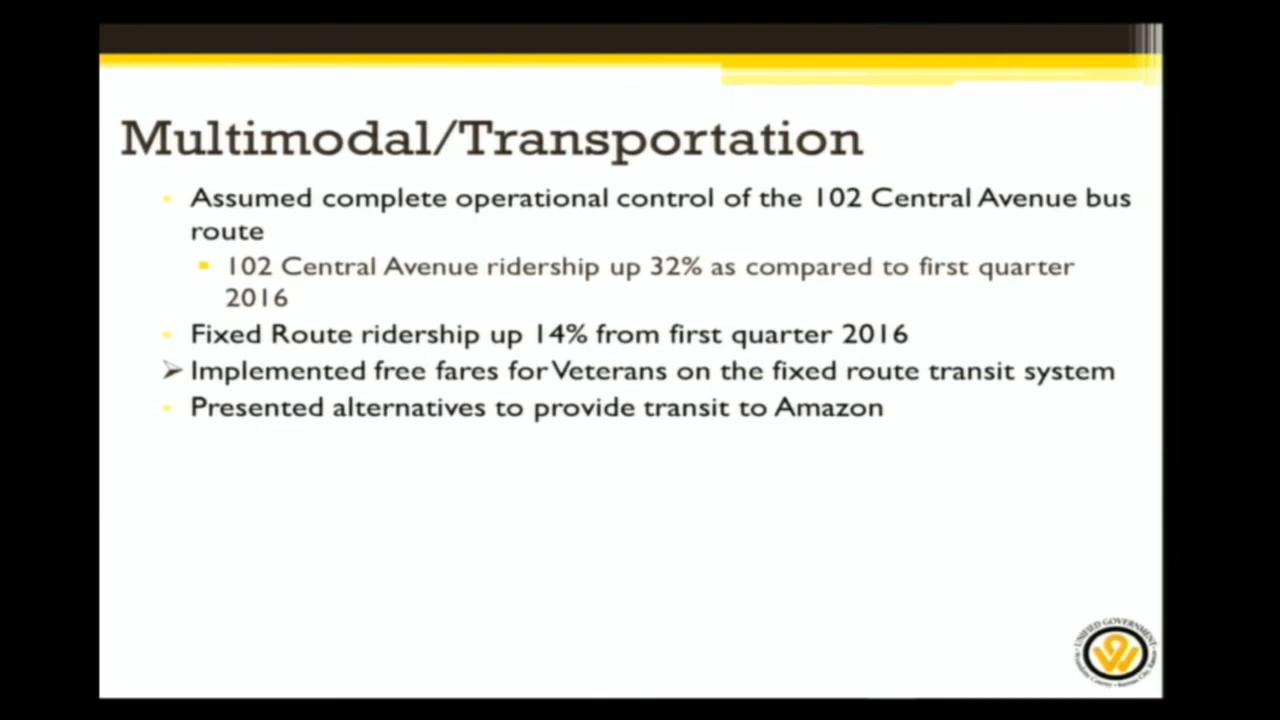 Multimodal/Transportation
Assumed complete operational control of the 102 Central Avenue bus
route
102 Central Avenue ridership up 32% as compared to first quarter
2016
Fixed Route ridership up 14% from first quarter 2016
Implemented free fares for Veterans on the fixed route transit system
Presented alternatives to provide transit to Amazon
UNIFIED GOVERNMENT